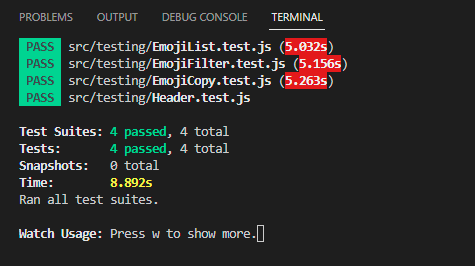 PROBLEMS OUTPUT DEBUG CONSOLE TERMINAL
PASS src/testing/EmojiList.test.js (5.032s)
PASS src/testing/EmojiFilter.test.js (5.156s)
PASS src/testing/EmojiCopy.test.js (5.263s)
PASS src/testing/Header.test.js
Test Suites: 4 passed, 4 total
Tests: 4 passed, 4 total
Snapshots: 0 total
Time: 8.892s
Ran all test suites.
Watch Usage: Press w to show more.